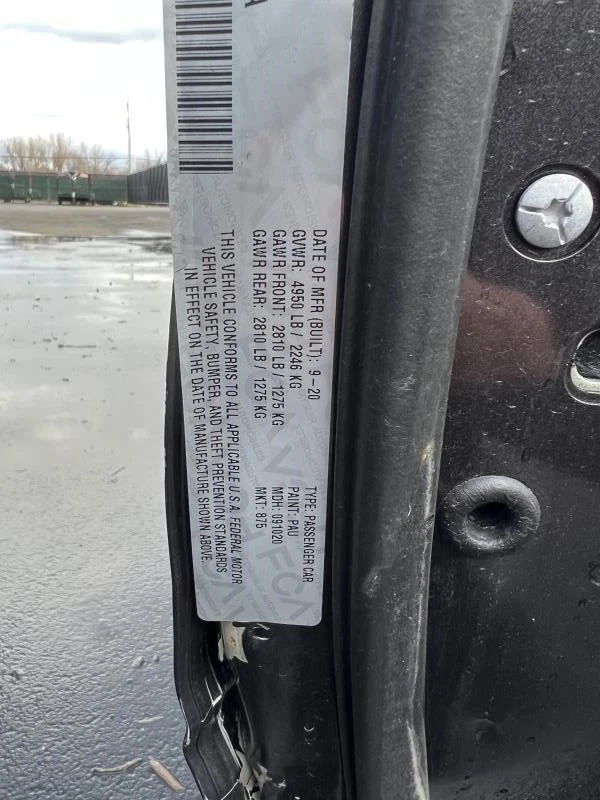 DATE OF MFR (BUILT): 9-20
GVWR: 4950 LB / 2246 KG
GAWR FRONT: 2810 LB / 1275 KG
GAWR REAR: 2810 LB / 1275 KG
TYPE: PASSENGER CAR
PAINT: PAU
MDH: 091020
MKT: 875
THIS VEHICLE CONFORMS TO ALL APPLICABLE U.S.A. FEDERAL MOTOR
VEHICLE SAFETY, BUMPER, AND THEFT PREVENTION STANDARDS
IN EFFECT ON THE DATE OF MANUFACTURE SHOWN ABOVE.
FCA